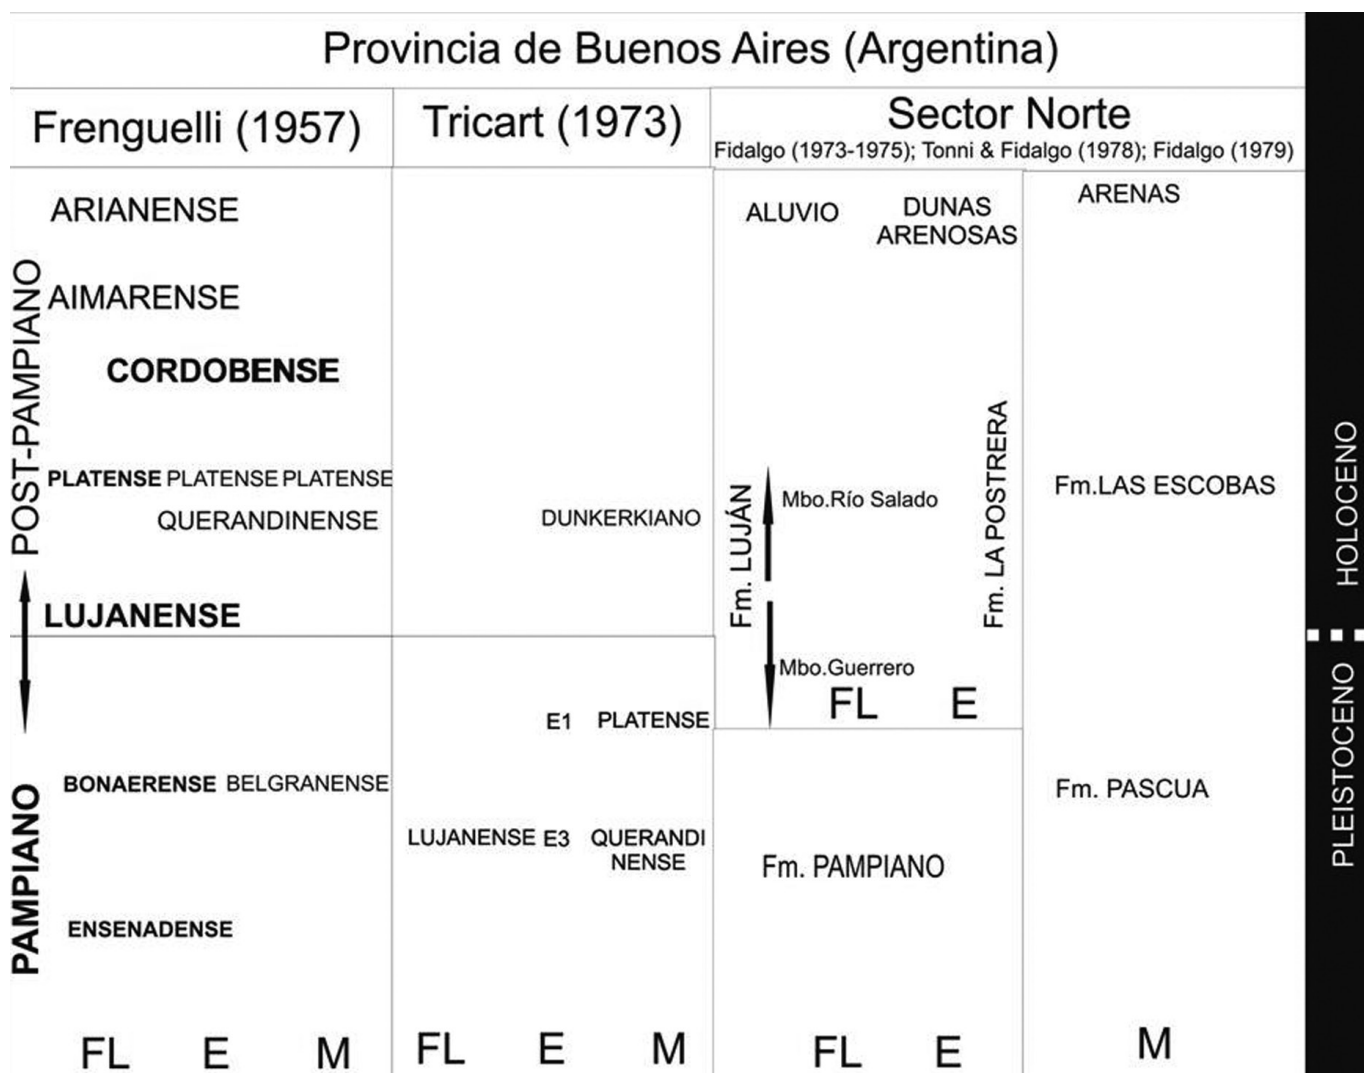 Provincia de Buenos Aires (Argentina)
Frenguelli (1957)
Tricart (1973)
Sector Norte
Fidalgo (1973-1975); Tonni & Fidalgo (1978); Fidalgo (1979)
POST-PAMPIANO
PAMPIANO
ARIANENSE
AIMARENSE
CORDOBENSE
PLATENSE PLATENSE PLATENSE
QUERANDINENSE
LUJANENSE
BONAERENSE BELGRANENSE
ENSENADENSE
FL E M
DUNKERKIANO
E1 PLATENSE
LUJANENSE E3 QUERANDI
NENSE
FL E M
ALUVIO
DUNAS
ARENOSAS
Fm. LUJÁN
Mbo.Río Salado
Mbo.Guerrero
Fm. LA POSTRERA
FL E
Fm. PAMPIANO
FL E
ARENAS
Fm.LAS ESCOBAS
Fm. PASCUA
M
HOLOCENO
PLEISTOCENO